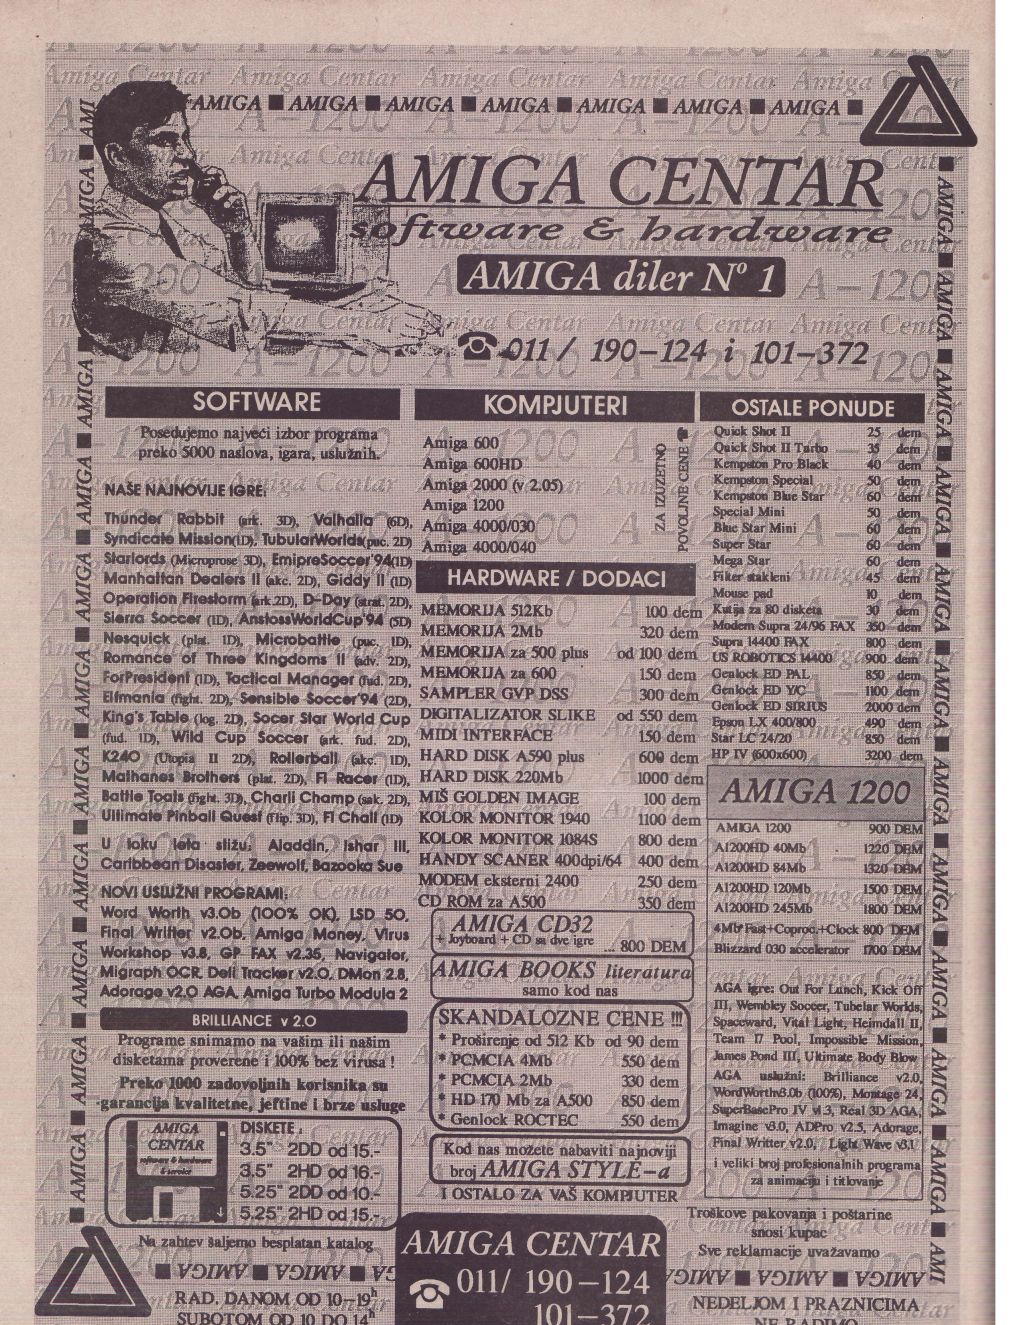 AMIGA ■ AMIGA ■ AMIGA ■ AMIGA ■ AMIGA ■ AMIGA ■ AMIGA ■
AMIGA CENTAR
software & hardware
AMIGA diler Nº 1
☎ 011/ 190-124 i 101-372
SOFTWARE
Posedujemo najveći izbor programa
preko 5000 naslova, igara, uslužnih.
NAŠE NAJNOVIJE IGRE:
Thunder Rabbit (ark. 3D), Valhalla (6D),
Syndicate Mission(1D), TubularWorlds(puc. 2D)
Starlords (Microprose 3D), EmipreSoccer'94(1D)
Manhattan Dealers II (akc. 2D), Giddy II (1D)
Operation Firestorm (ark.2D), D-Day (strat. 2D),
Sierra Soccer (1D), AnstossWorldCup'94 (5D)
Nesquick (plat. 1D), Microbattle (puc, 1D),
Romance of Three Kingdoms II (adv. 2D),
ForPresident (1D), Tactical Manager (fud. 2D),
Elfmania (fight. 2D), Sensible Soccer'94 (2D),
King's Table (log. 2D), Socer Star World Cup
(fud. 1D), Wild Cup Soccer (ark. fud. 2D),
K240 (Utopia II 2D), Rollerball (akc. 1D),
Malhanes Brothers (plat. 2D), F1 Racer (1D),
Battle Toats (fight. 3D), Charli Champ (sak. 2D),
Ultimate Pinball Quest (Flip. 3D), F1 Chall (1D)
U toku leta sližu: Aladdin, Ishar III,
Caribbean Disaster, Zeewolf, Bazooka Sue
NOVI USLUŽNI PROGRAMI:
Word Worth v3.0b (100% OK), LSD 50,
Final Writter v2.0b, Amiga Money, Virus
Workshop v3.8, GP FAX v2.35, Navigator,
Migraph OCR, Deli Tracker v2.0, DMon 2.8,
Adorage v2.0 AGA, Amiga Turbo Modula 2
BRILLIANCE v 2.0
Programe snimamo na vašim ili našim
disketama proverene i 100% bez virusa !
Preko 1000 zadovoljnih korisnika su
garancija kvalitetne, jeftine i brze usluge
AMIGA
CENTAR
software & hardware
& service
DISKETE :
3.5" 2DD od 15.-
3.5" 2HD od 16.-
5.25" 2DD od 10.-
5.25" 2HD od 15.-
Na zahtev šaljemo besplatan katalog
RAD. DANOM OD 10-19h
SUBOTOM OD 10 DO 14h
KOMPJUTERI
Amiga 600
Amiga 600HD
Amiga 2000 (v 2.05)
Amiga 1200
Amiga 4000/030
Amiga 4000/040
ZA IZUZETNO
POVOLJNE CENE ☎
HARDWARE / DODACI
MEMORIJA 512Kb 100 dem
MEMORIJA 2Mb 320 dem
MEMORIJA za 500 plus od 100 dem
MEMORIJA za 600 150 dem
SAMPLER GVP DSS 300 dem
DIGITALIZATOR SLIKE od 550 dem
MIDI INTERFACE 150 dem
HARD DISK A590 plus 600 dem
HARD DISK 220Mb 1000 dem
MIŠ GOLDEN IMAGE 100 dem
KOLOR MONITOR 1940 1100 dem
KOLOR MONITOR 1084S 800 dem
HANDY SCANER 400dpi/64 400 dem
MODEM eksterni 2400 250 dem
CD ROM za A500 350 dem
AMIGA CD32
+ Joyboard + CD sa dve igre ... 800 DEM
AMIGA BOOKS literatura
samo kod nas
SKANDALOZNE CENE !!!
* Proširenje od 512 Kb od 90 dem
* PCMCIA 4Mb 550 dem
* PCMCIA 2Mb 330 dem
* HD 170 Mb za A500 850 dem
* Genlock ROCTEC 550 dem
Kod nas možete nabaviti najnoviji
broj AMIGA STYLE-a
I OSTALO ZA VAŠ KOMPJUTER
AMIGA CENTAR
☎ 011/ 190-124
101-372
OSTALE PONUDE
Quick Shot II 25 dem
Quick Shot II Turbo 35 dem
Kempston Pro Black 40 dem
Kempston Special 50 dem
Kempston Blue Star 60 dem
Special Mini 50 dem
Blue Star Mini 60 dem
Super Star 60 dem
Mega Star 60 dem
Filter stakleni 45 dem
Mouse pad 10 dem
Kutija za 80 disketa 30 dem
Modem Supra 24/96 FAX 350 dem
Supra 14400 FAX 800 dem
US ROBOTICS 14400 900 dem
Genlock ED PAL 850 dem
Genlock ED Y/C 1100 dem
Genlock ED SIRIUS 2000 dem
Epson LX 400/800 490 dem
Star LC 24/20 850 dem
HP IV (600x600) 3200 dem
AMIGA 1200
AMIGA 1200 900 DEM
A1200HD 40Mb 1220 DEM
A1200HD 84Mb 1320 DEM
A1200HD 120Mb 1500 DEM
A1200HD 245Mb 1800 DEM
4Mb Fast+Coproc.+Clock 800 DEM
Blizzard 030 accelerator 1700 DEM
AGA igre: Out For Lunch, Kick Off
III, Wembley Soccer, Tubelar Worlds,
Spaceward, Vital Light, Heimdall II,
Team 17 Pool, Impossible Mission,
James Pond III, Ultimate Body Blow
AGA uslužni: Brilliance v2.0,
WordWorth3.0b (100%), Montage 24,
SuperBasePro IV v1.3, Real 3D AGA,
Imagine v3.0, ADPro v2.5, Adorage,
Final Writter v2.0, Light Wave v3.1
i veliki broj profesionalnih programa
za animaciju i titlovanje
Troškove pakovanja i poštarine
snosi kupac
Sve reklamacije uvažavamo
NEDELJOM I PRAZNICIMA
NE RADIMO